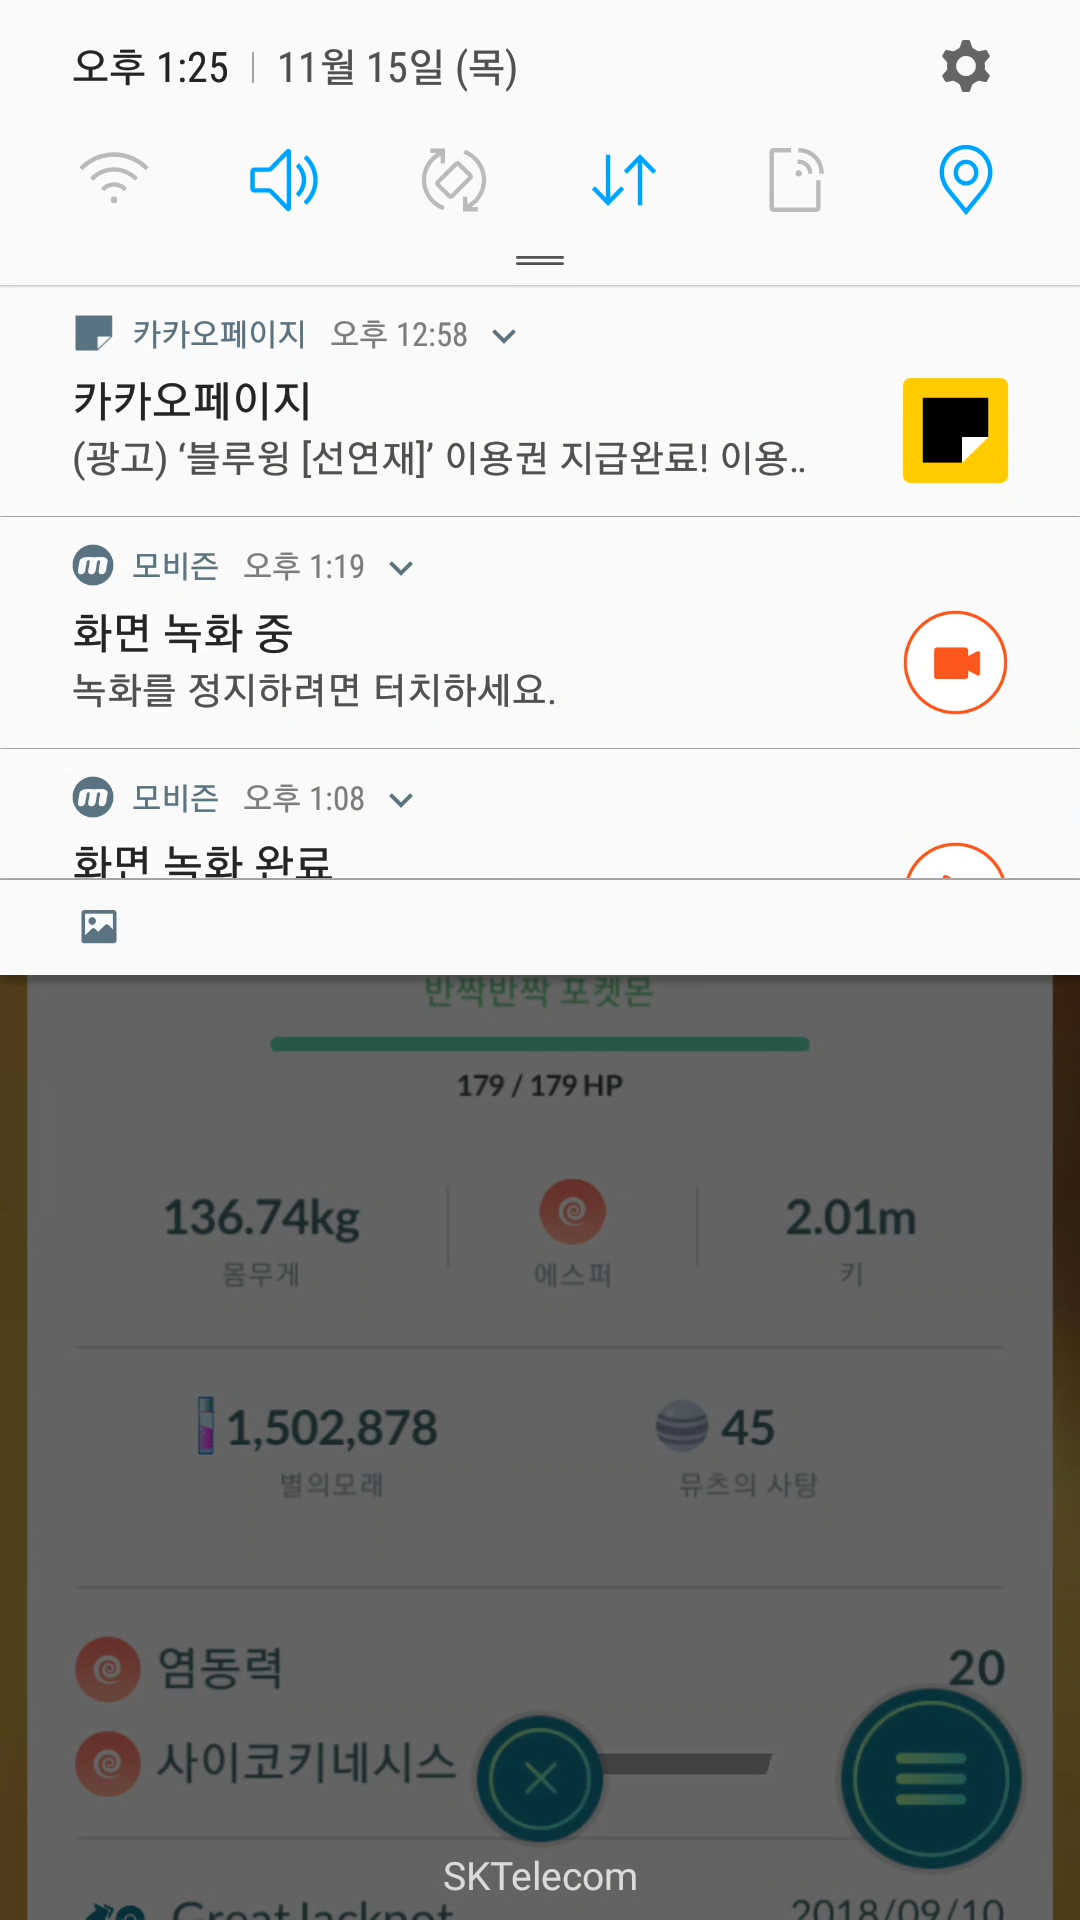 오후 1:25 | 11월 15일 (목)
카카오페이지 오후 12:58
카카오페이지
(광고) ‘블루윙 [선연재]’ 이용권 지급완료! 이용..
모비즌 오후 1:19
화면 녹화 중
녹화를 정지하려면 터치하세요.
모비즌 오후 1:08
화면 녹화 완료
반짝반짝 포켓몬
179 / 179 HP
136.74kg
몸무게
에스퍼
2.01m
키
1,502,878
별의모래
45
뮤츠의 사탕
염동력 20
사이코키네시스
SKTelecom
GreatJackpot 2018/09/10